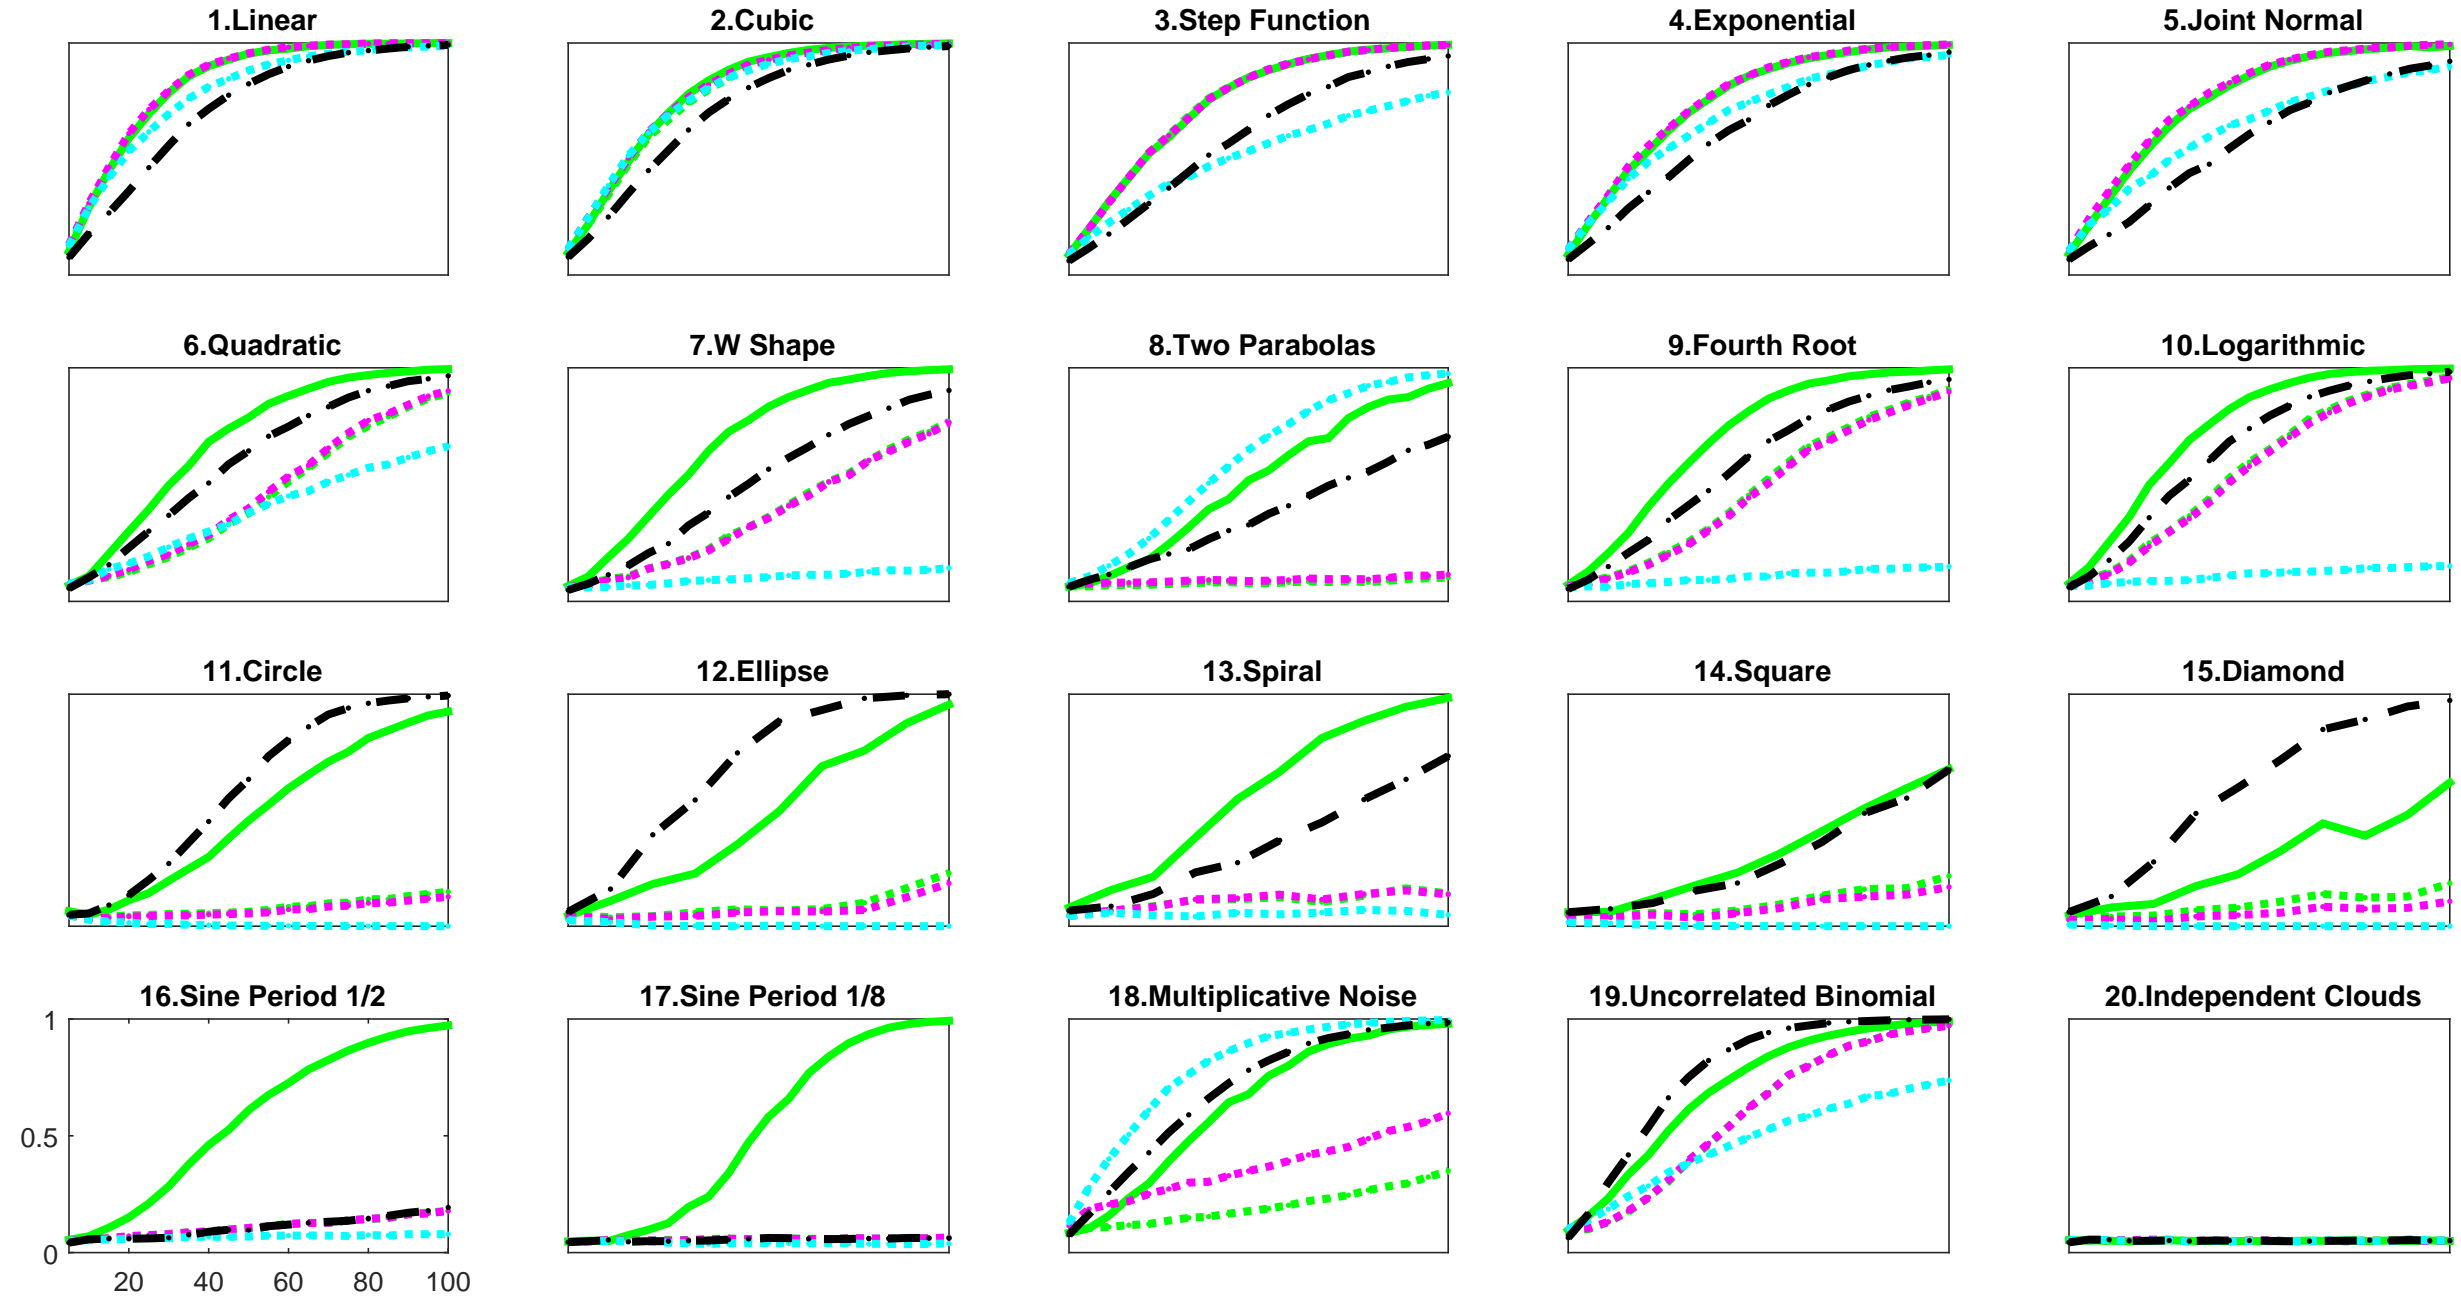 1.Linear
2.Cubic
3.Step Function
4.Exponential
5.Joint Normal
6.Quadratic
7.W Shape
8.Two Parabolas
9.Fourth Root
10.Logarithmic
11.Circle
12.Ellipse
13.Spiral
14.Square
15.Diamond
16.Sine Period 1/2
17.Sine Period 1/8
18.Multiplicative Noise
19.Uncorrelated Binomial
20.Independent Clouds
1
0.5
0
20 40 60 80 100